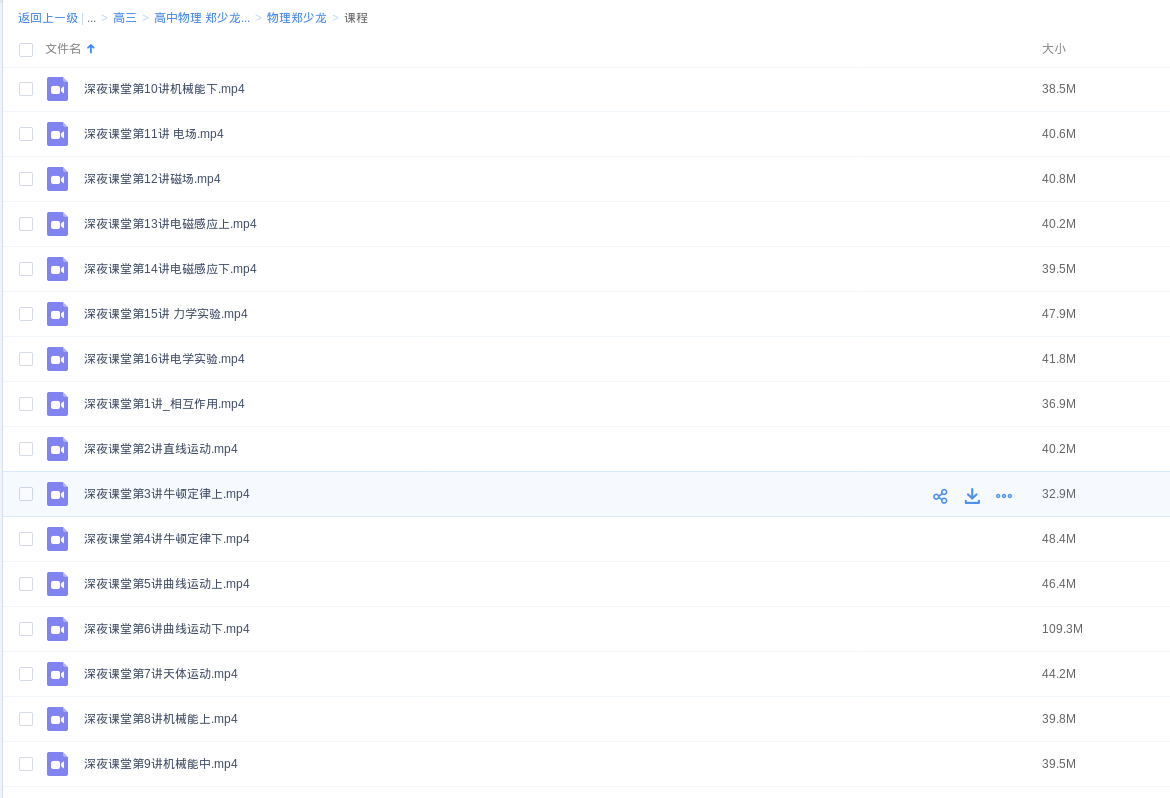 返回上一级 | ... > 高三 > 高中物理 郑少龙... > 物理郑少龙 > 课程
文件名 大小
深夜课堂第10讲机械能下.mp4 38.5M
深夜课堂第11讲 电场.mp4 40.6M
深夜课堂第12讲磁场.mp4 40.8M
深夜课堂第13讲电磁感应上.mp4 40.2M
深夜课堂第14讲电磁感应下.mp4 39.5M
深夜课堂第15讲 力学实验.mp4 47.9M
深夜课堂第16讲电学实验.mp4 41.8M
深夜课堂第1讲_相互作用.mp4 36.9M
深夜课堂第2讲直线运动.mp4 40.2M
深夜课堂第3讲牛顿定律上.mp4 32.9M
深夜课堂第4讲牛顿定律下.mp4 48.4M
深夜课堂第5讲曲线运动上.mp4 46.4M
深夜课堂第6讲曲线运动下.mp4 109.3M
深夜课堂第7讲天体运动.mp4 44.2M
深夜课堂第8讲机械能上.mp4 39.8M
深夜课堂第9讲机械能中.mp4 39.5M